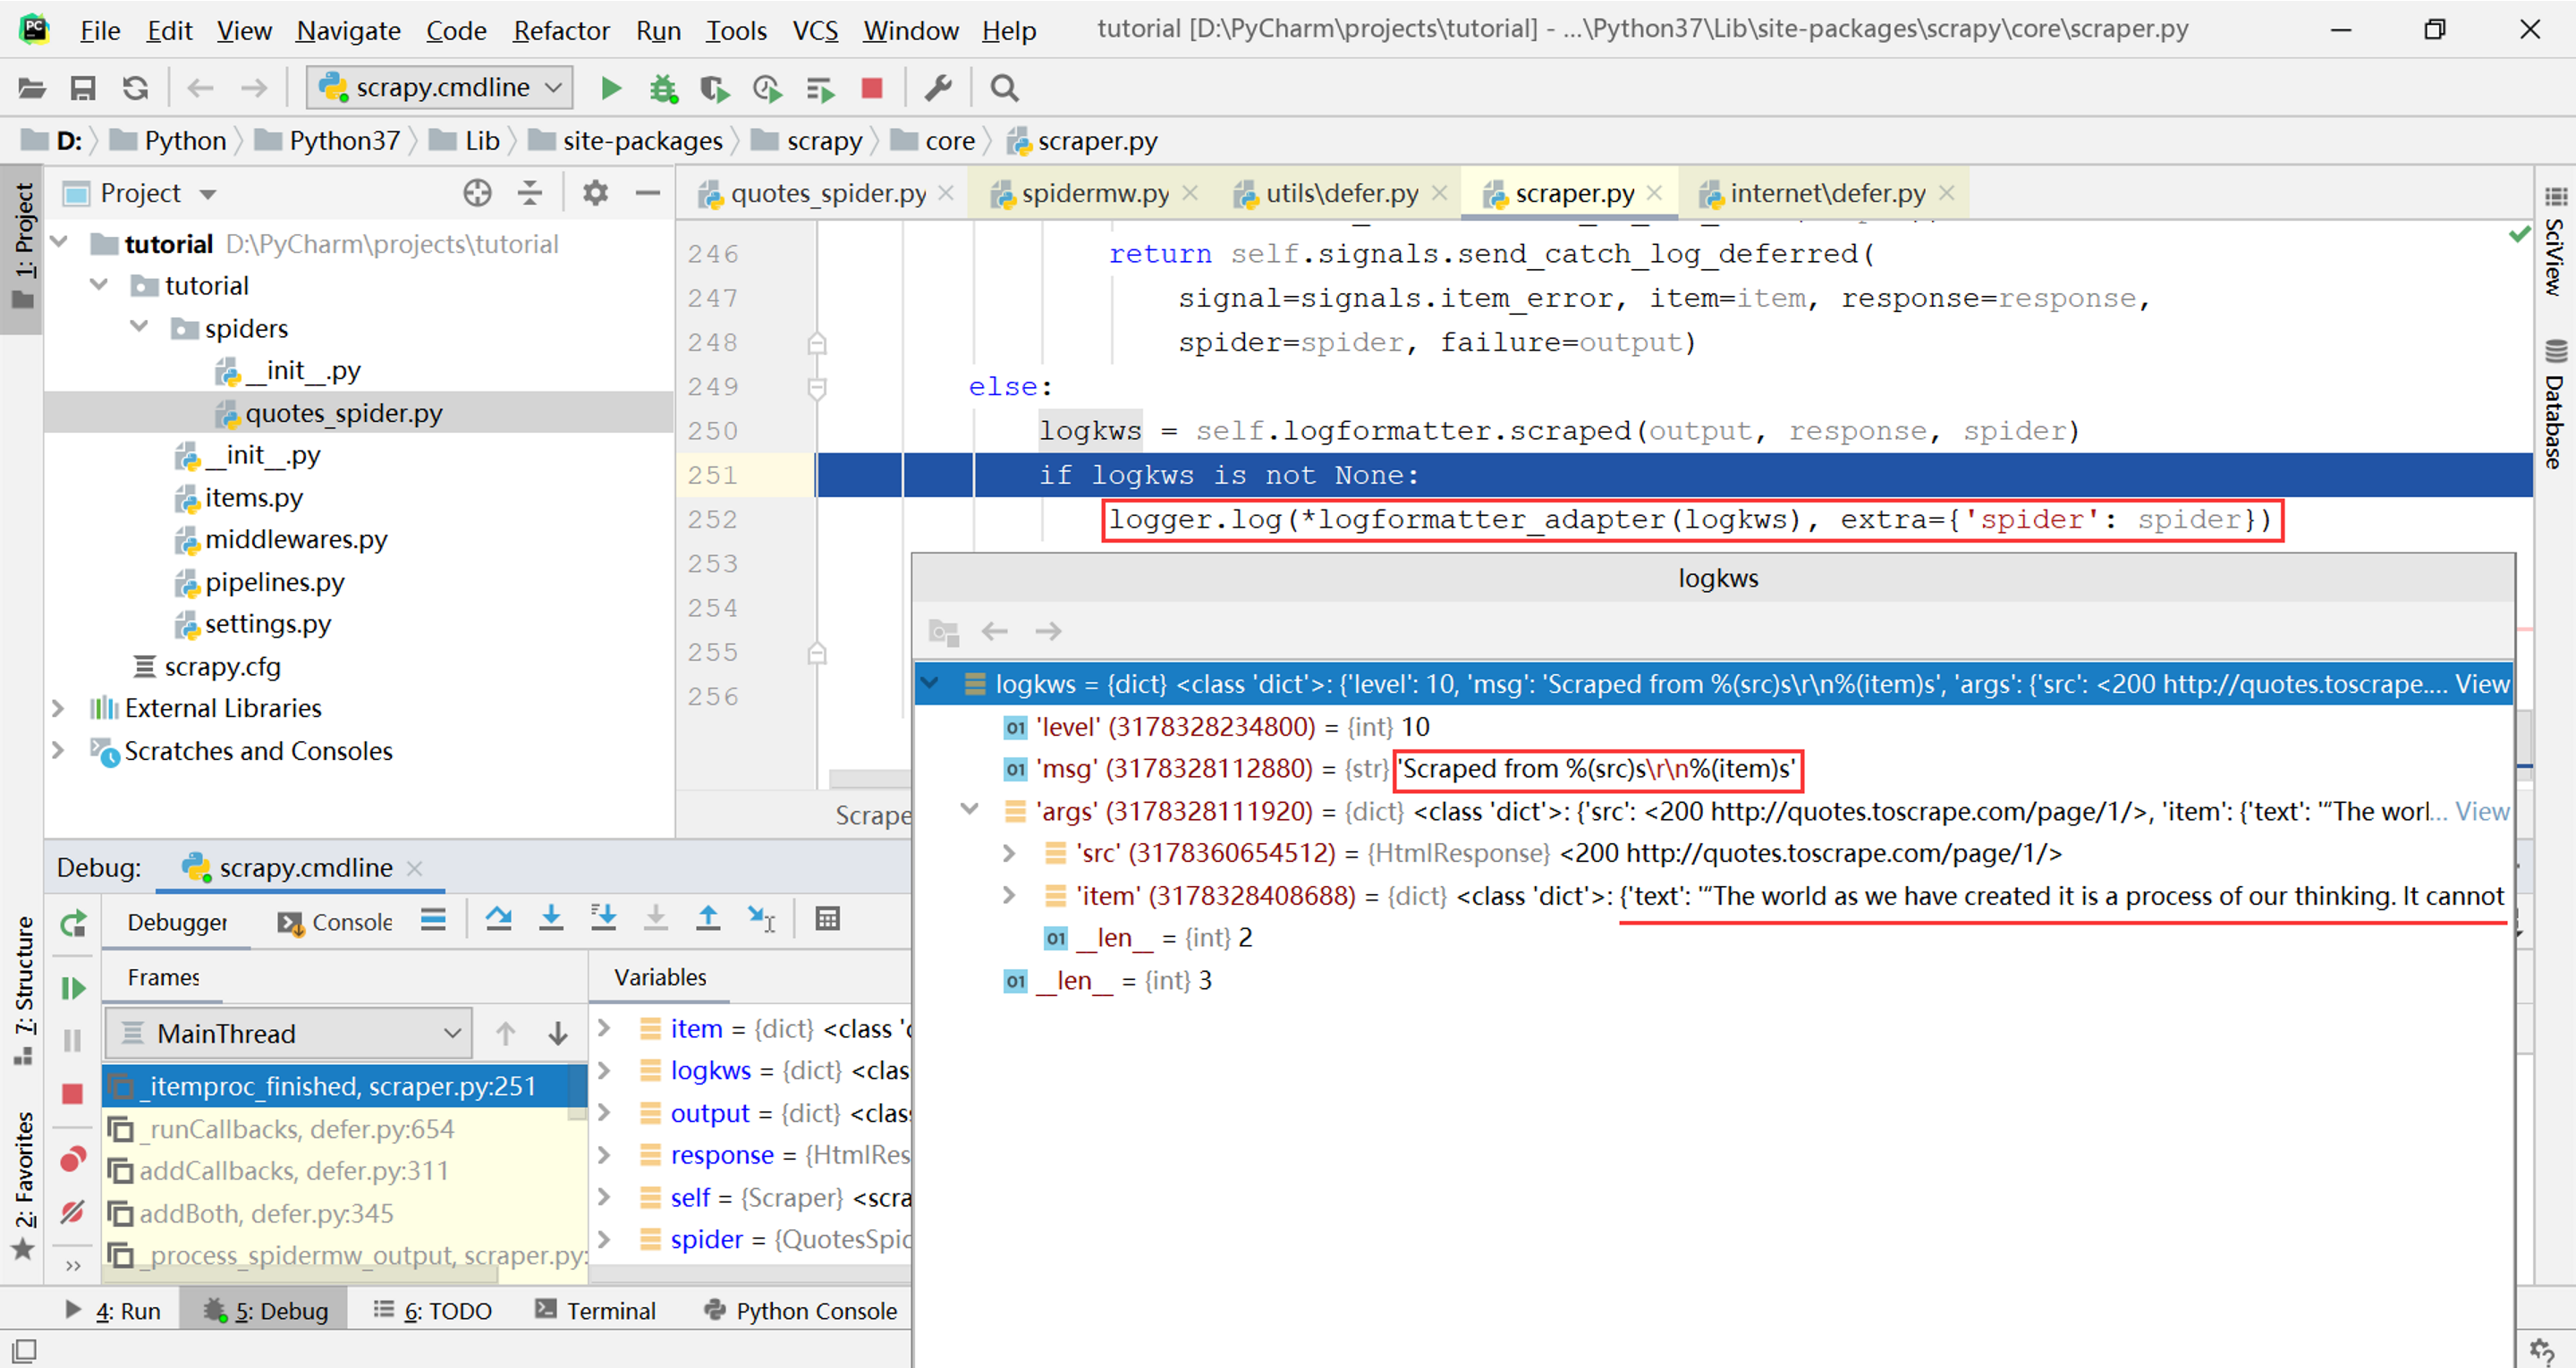 File Edit View Navigate Code Refactor Run Tools VCS Window Help tutorial [D:\PyCharm\projects\tutorial] - ...\Python37\Lib\site-packages\scrapy\core\scraper.py
scrapy.cmdline
D: Python Python37 Lib site-packages scrapy core scraper.py
1: Project
Project
quotes_spider.py spidermw.py utils\defer.py scraper.py internet\defer.py
tutorial D:\PyCharm\projects\tutorial
tutorial
spiders
__init__.py
quotes_spider.py
__init__.py
items.py
middlewares.py
pipelines.py
settings.py
scrapy.cfg
External Libraries
Scratches and Consoles
246 return self.signals.send_catch_log_deferred(
247 signal=signals.item_error, item=item, response=response,
248 spider=spider, failure=output)
249 else:
250 logkws = self.logformatter.scraped(output, response, spider)
251 if logkws is not None:
252 logger.log(*logformatter_adapter(logkws), extra={'spider': spider})
253
254
255
256
Scrape
SciView
Database
logkws
logkws = {dict} <class 'dict'>: {'level': 10, 'msg': 'Scraped from %(src)s\r\n%(item)s', 'args': {'src': <200 http://quotes.toscrape.... View
01 'level' (3178328234800) = {int} 10
01 'msg' (3178328112880) = {str} 'Scraped from %(src)s\r\n%(item)s'
'args' (3178328111920) = {dict} <class 'dict'>: {'src': <200 http://quotes.toscrape.com/page/1/>, 'item': {'text': '“The worl... View
'src' (3178360654512) = {HtmlResponse} <200 http://quotes.toscrape.com/page/1/>
'item' (3178328408688) = {dict} <class 'dict'>: {'text': '“The world as we have created it is a process of our thinking. It cannot
01 __len__ = {int} 2
01 __len__ = {int} 3
Debug: scrapy.cmdline
Debugger Console
Frames
Variables
MainThread
_itemproc_finished, scraper.py:251
_runCallbacks, defer.py:654
addCallbacks, defer.py:311
addBoth, defer.py:345
_process_spidermw_output, scraper.py:
item = {dict} <class 'd
logkws = {dict} <clas
output = {dict} <clas
response = {HtmlRes
self = {Scraper} <scra
spider = {QuotesSpid
7: Structure
2: Favorites
4: Run 5: Debug 6: TODO Terminal Python Console